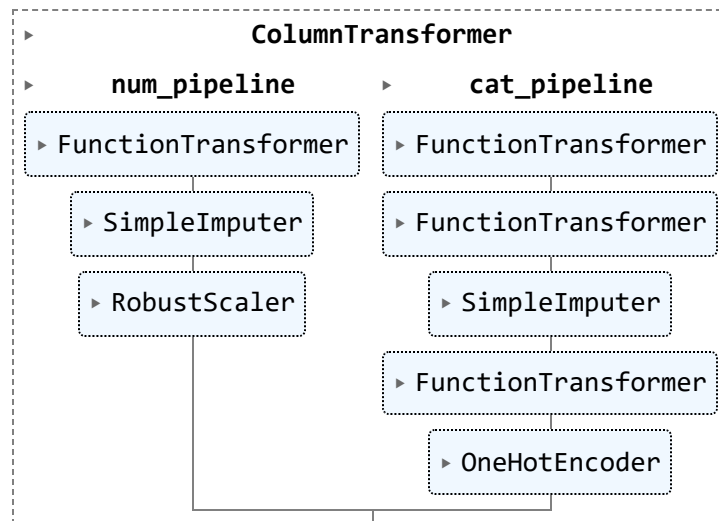 ColumnTransformer
num_pipeline
cat_pipeline
FunctionTransformer
FunctionTransformer
SimpleImputer
FunctionTransformer
RobustScaler
SimpleImputer
FunctionTransformer
OneHotEncoder